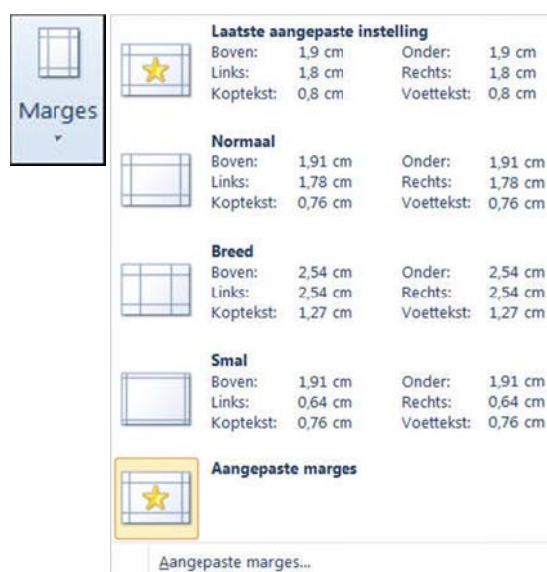 Marges
Laatste aangepaste instelling
Boven: 1,9 cm Onder: 1,9 cm
Links: 1,8 cm Rechts: 1,8 cm
Koptekst: 0,8 cm Voettekst: 0,8 cm
Normaal
Boven: 1,91 cm Onder: 1,91 cm
Links: 1,78 cm Rechts: 1,78 cm
Koptekst: 0,76 cm Voettekst: 0,76 cm
Breed
Boven: 2,54 cm Onder: 2,54 cm
Links: 2,54 cm Rechts: 2,54 cm
Koptekst: 1,27 cm Voettekst: 1,27 cm
Smal
Boven: 1,91 cm Onder: 1,91 cm
Links: 0,64 cm Rechts: 0,64 cm
Koptekst: 0,76 cm Voettekst: 0,76 cm
Aangepaste marges
Aangepaste marges...